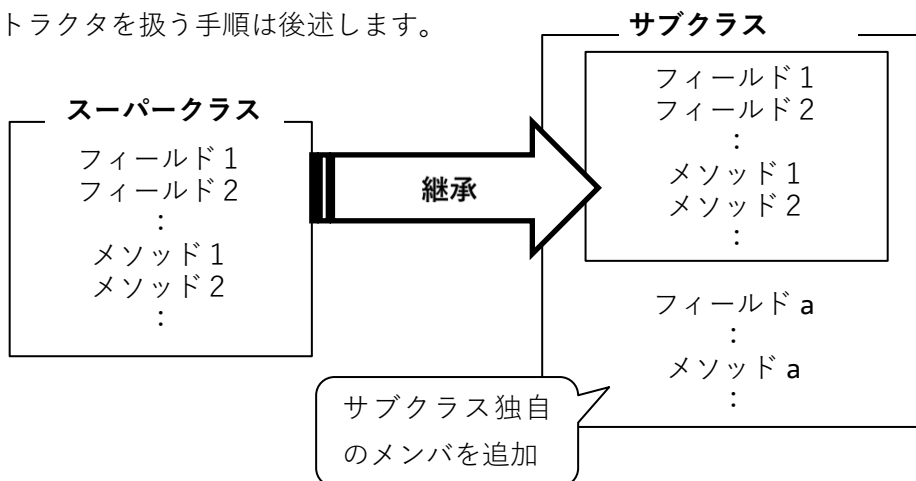 トラクタを扱う手順は後述します。
スーパークラス
フィールド１
フィールド２
：
メソッド１
メソッド２
：
継承
サブクラス
フィールド１
フィールド２
：
メソッド１
メソッド２
：
フィールド a
：
メソッド a
：
サブクラス独自
のメンバを追加